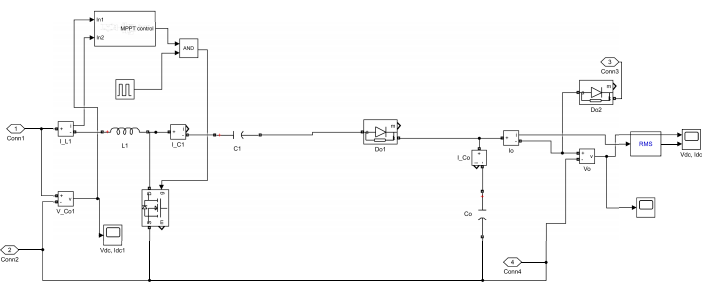 In1
MPPT control
In2
AND
3
Conn3
m
Do2
1
Conn1
+
i
-
I_L1
L1
+
i
-
I_C1
C1
m
Do1
+
i
-
Io
I_Co
+
v
-
Vo
RMS
Vdc, Idc
+
v
-
V_Co1
Vdc, Idc1
g
D
S
m
Co
2
Conn2
4
Conn4